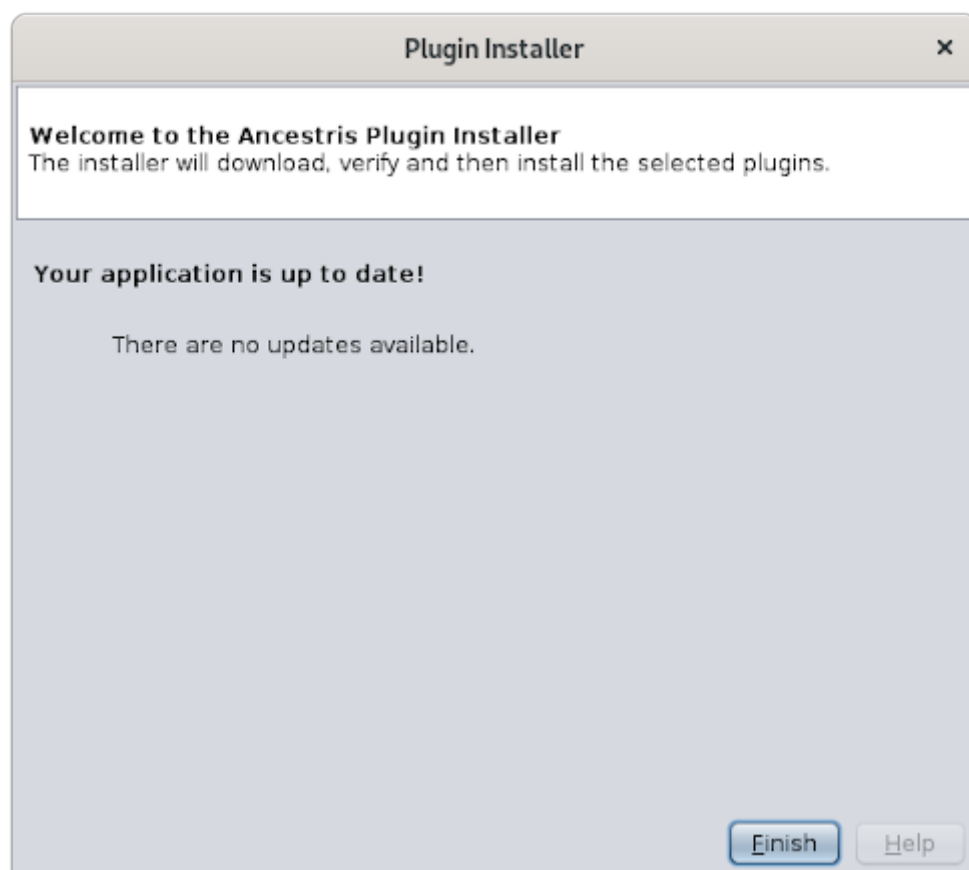 Plugin Installer
Welcome to the Ancestris Plugin Installer
The installer will download, verify and then install the selected plugins.
Your application is up to date!
There are no updates available.
Finish
Help